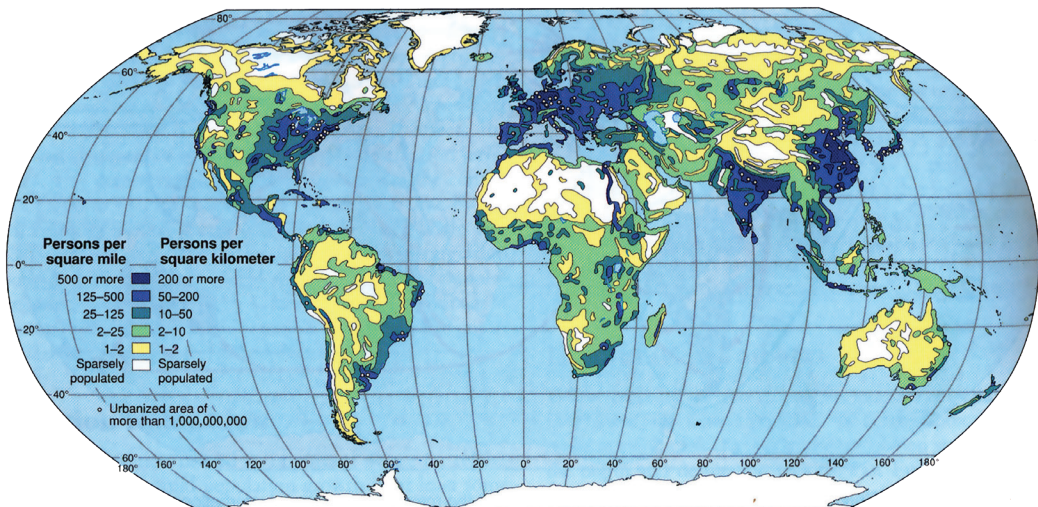 80°
60°
40°
20°
0°
20°
40°
60°
Persons per
square mile
Persons per
square kilometer
500 or more
200 or more
125–500
50–200
25–125
10–50
2–25
2–10
1–2
1–2
Sparsely
populated
Sparsely
populated
Urbanized area of
more than 1,000,000,000
180° 160° 140° 120° 100° 80° 60° 40° 20° 0° 20° 40° 60° 80° 100° 120° 140° 160° 180°